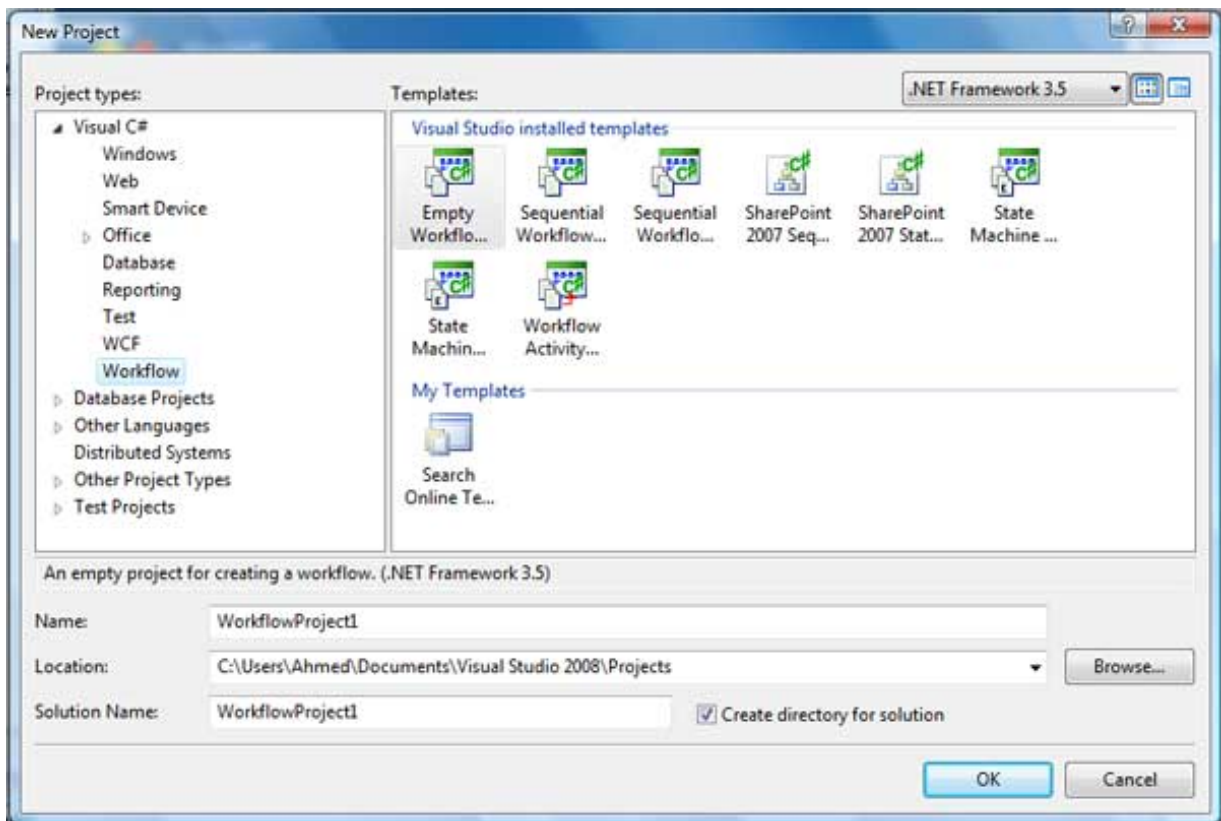 New Project
Project types:
Templates:
.NET Framework 3.5
Visual C#
Windows
Web
Smart Device
Office
Database
Reporting
Test
WCF
Workflow
Database Projects
Other Languages
Distributed Systems
Other Project Types
Test Projects
Visual Studio installed templates
Empty
Workflo...
Sequential
Workflow...
Sequential
Workflo...
SharePoint
2007 Seq...
SharePoint
2007 Stat...
State
Machine ...
State
Machin...
Workflow
Activity...
My Templates
Search
Online Te...
An empty project for creating a workflow. (.NET Framework 3.5)
Name:
WorkflowProject1
Location:
C:\Users\Ahmed\Documents\Visual Studio 2008\Projects
Browse...
Solution Name:
WorkflowProject1
Create directory for solution
OK
Cancel